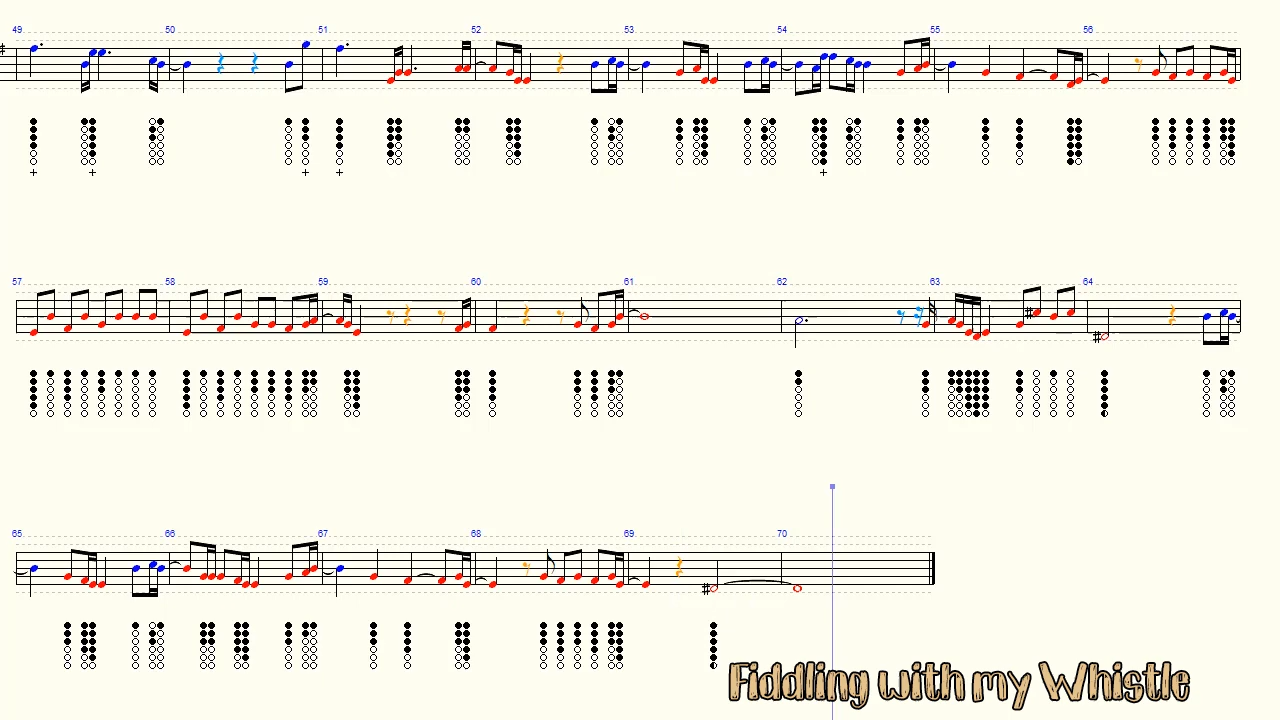 49 50 51 52 53 54 55 56
+ + + + +
57 58 59 60 61 62 63 64
65 66 67 68 69 70
Fiddling with my Whistle